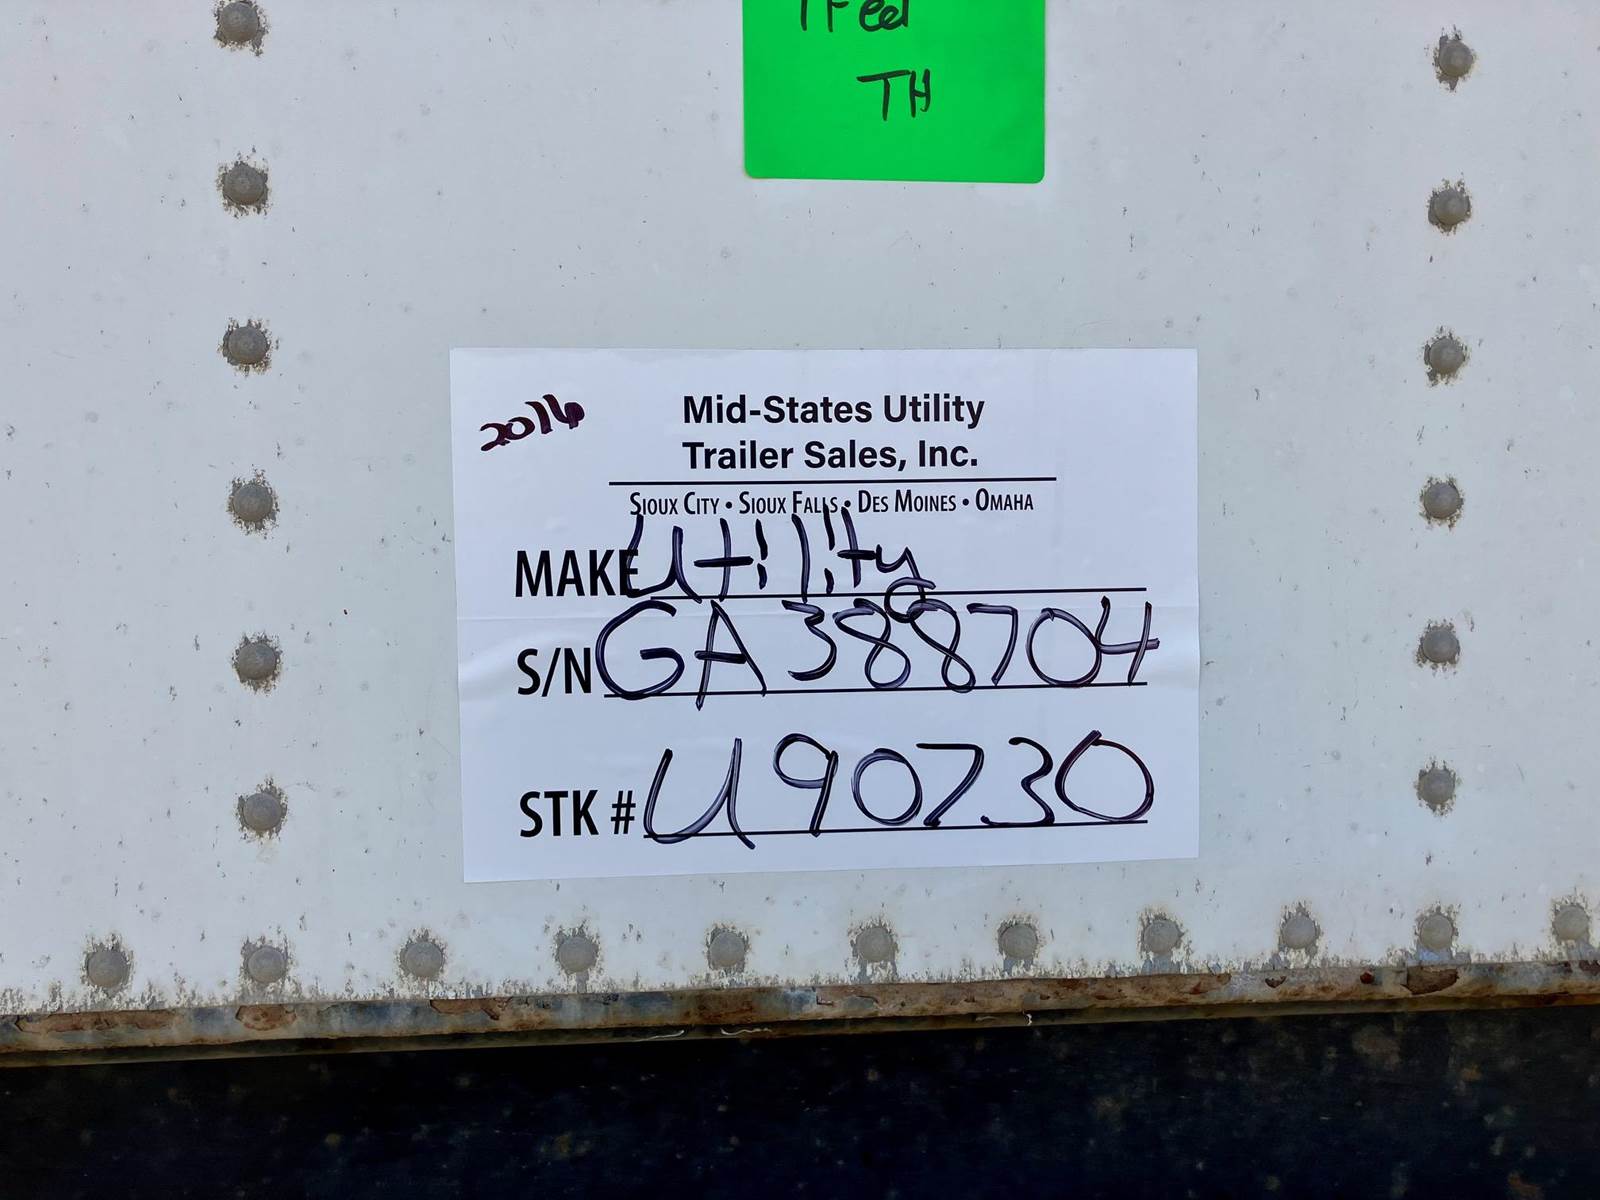 TH
2016
Mid-States Utility
Trailer Sales, Inc.
Sioux City • Sioux Falls • Des Moines • Omaha
MAKE Utility
S/N GA388704
STK # U90730